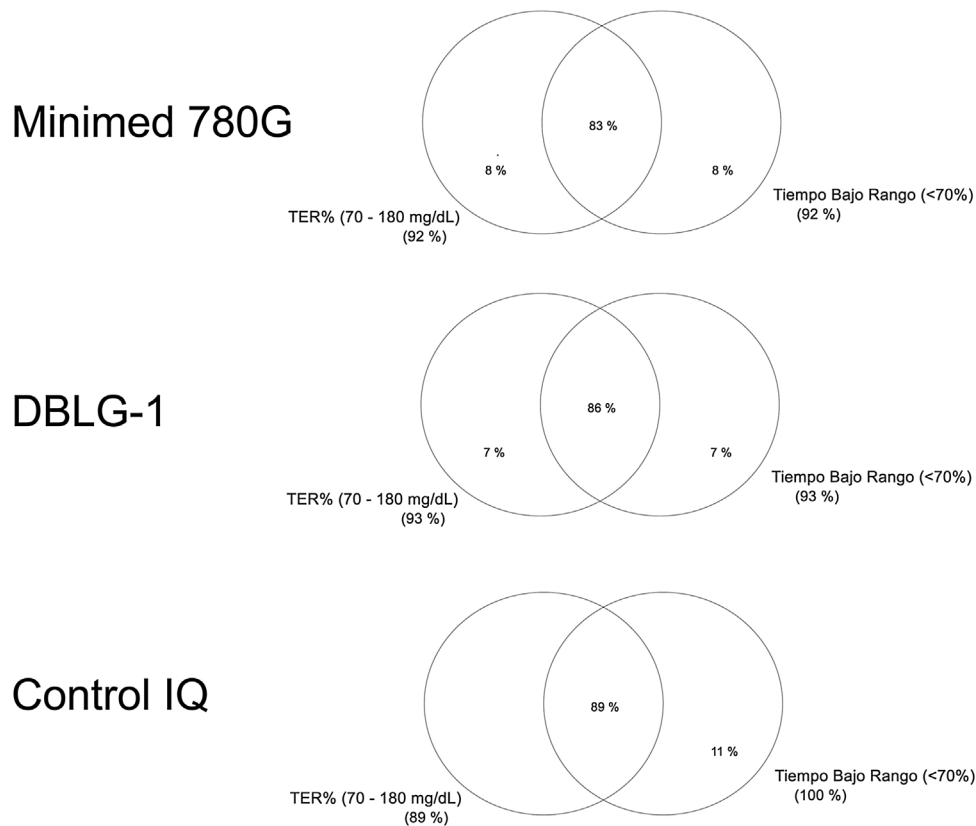 Minimed 780G
83 %
8 %
8 %
TER% (70 - 180 mg/dL)
(92 %)
Tiempo Bajo Rango (<70%)
(92 %)
DBLG-1
86 %
7 %
7 %
TER% (70 - 180 mg/dL)
(93 %)
Tiempo Bajo Rango (<70%)
(93 %)
Control IQ
89 %
11 %
TER% (70 - 180 mg/dL)
(89 %)
Tiempo Bajo Rango (<70%)
(100 %)